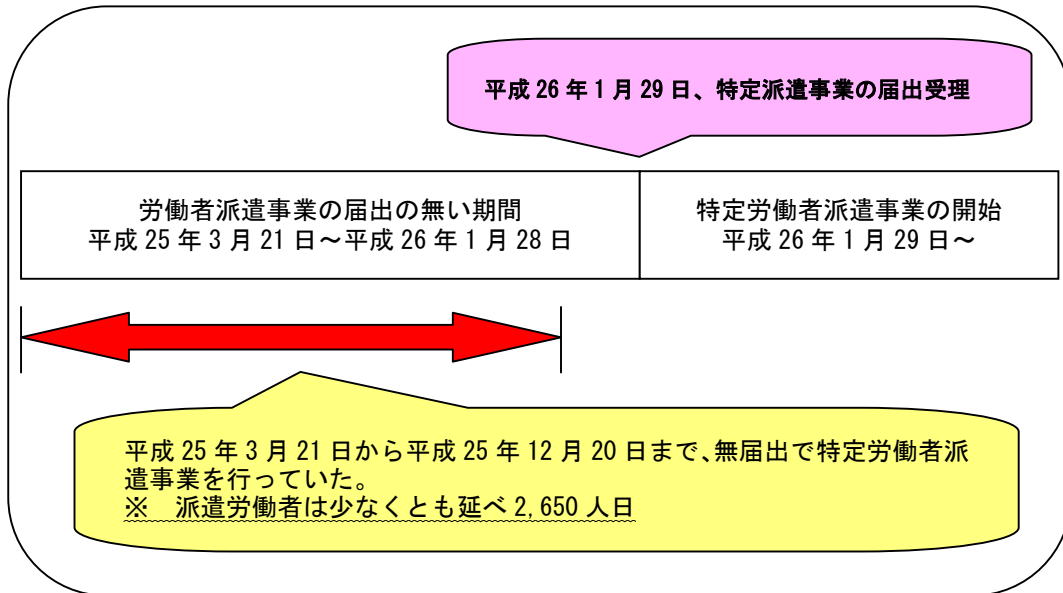 平成 26 年 1 月 29 日、特定派遣事業の届出受理
労働者派遣事業の届出の無い期間
平成 25 年 3 月 21 日～平成 26 年 1 月 28 日
特定労働者派遣事業の開始
平成 26 年 1 月 29 日～
平成 25 年 3 月 21 日から平成 25 年 12 月 20 日まで、無届出で特定労働者派
遣事業を行っていた。
※　派遣労働者は少なくとも延べ 2,650 人日